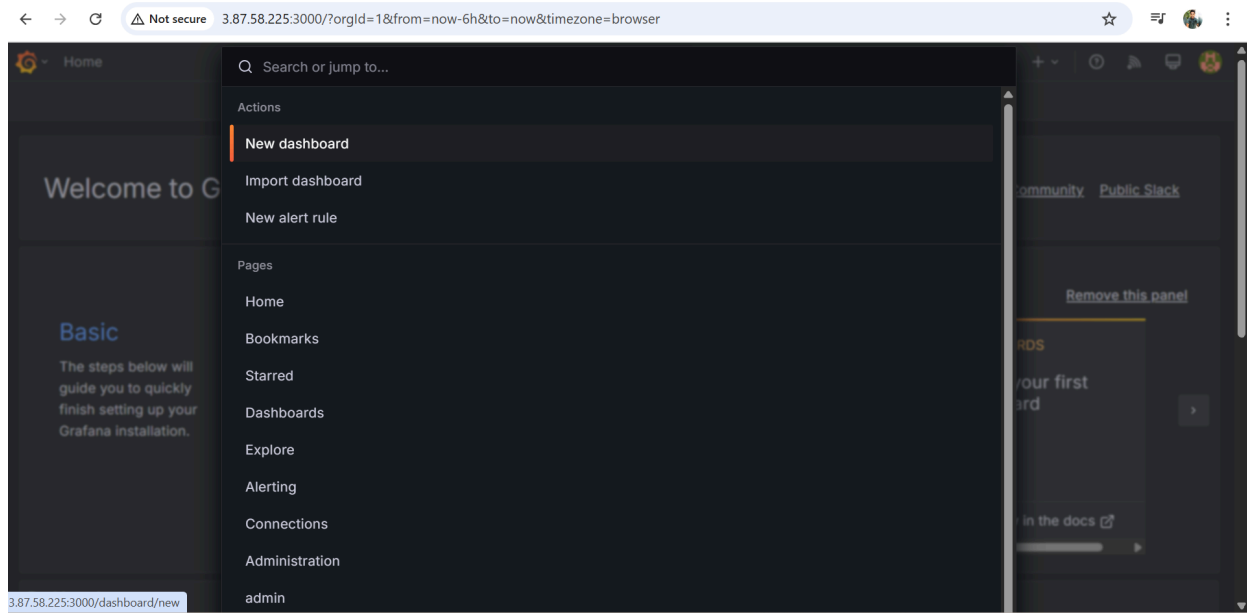 Not secure 3.87.58.225:3000/?orgId=1&from=now-6h&to=now&timezone=browser
Home
Search or jump to...
Actions
New dashboard
Import dashboard
New alert rule
Pages
Home
Bookmarks
Starred
Dashboards
Explore
Alerting
Connections
Administration
admin
Welcome to G
ommunity Public Slack
Remove this panel
Basic
The steps below will
guide you to quickly
finish setting up your
Grafana installation.
RDS
your first
ard
in the docs
3.87.58.225:3000/dashboard/new